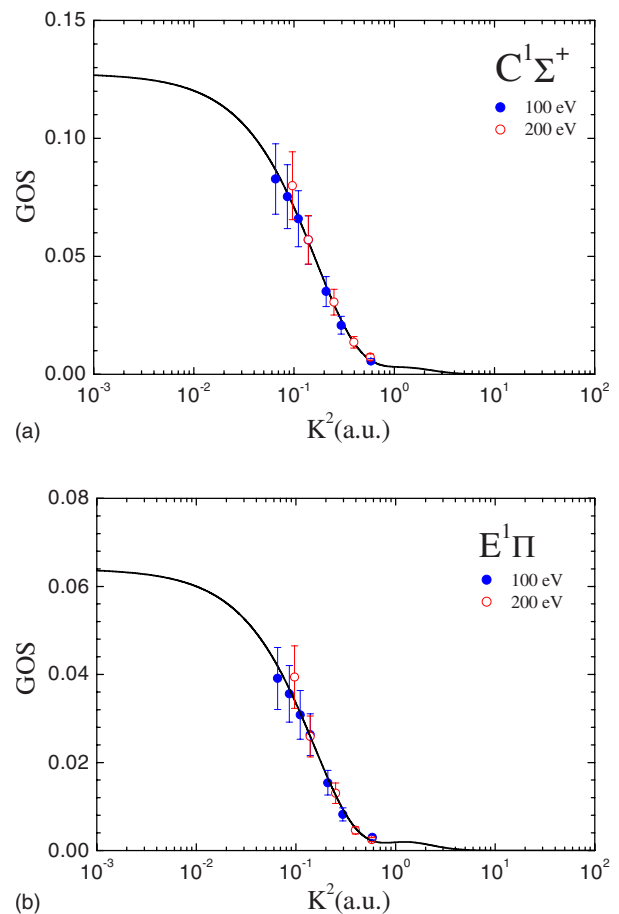 0.15
C¹Σ⁺
100 eV
200 eV
0.10
GOS
0.05
0.00
10⁻³ 10⁻² 10⁻¹ 10⁰ 10¹ 10²
(a) K²(a.u.)
0.08
E¹Π
100 eV
200 eV
0.06
GOS
0.04
0.02
0.00
10⁻³ 10⁻² 10⁻¹ 10⁰ 10¹ 10²
(b) K²(a.u.)